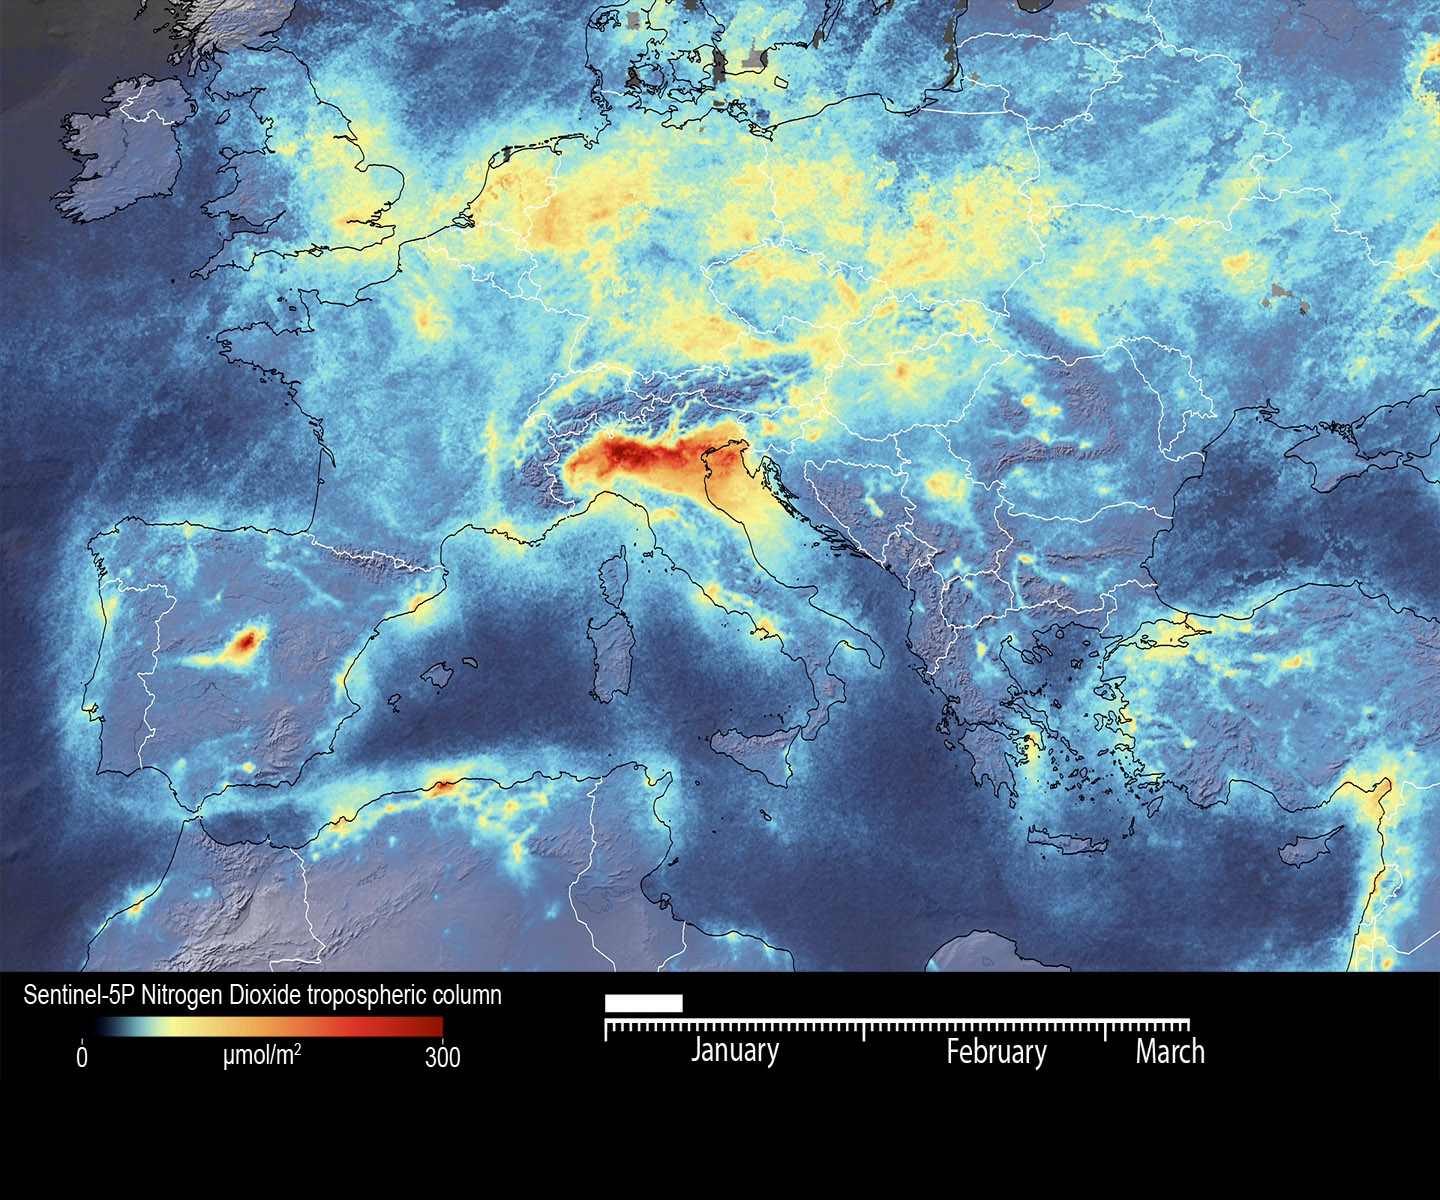 Sentinel-5P Nitrogen Dioxide tropospheric column
0 µmol/m² 300
January February March